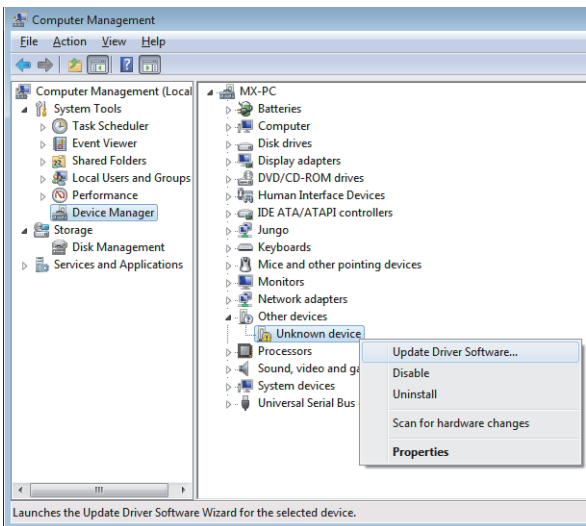 Computer Management
File Action View Help
Computer Management (Local
System Tools
Task Scheduler
Event Viewer
Shared Folders
Local Users and Groups
Performance
Device Manager
Storage
Disk Management
Services and Applications
MX-PC
Batteries
Computer
Disk drives
Display adapters
DVD/CD-ROM drives
Human Interface Devices
IDE ATA/ATAPI controllers
Jungo
Keyboards
Mice and other pointing devices
Monitors
Network adapters
Other devices
Unknown device
Processors
Sound, video and ga
System devices
Universal Serial Bus
Update Driver Software...
Disable
Uninstall
Scan for hardware changes
Properties
Launches the Update Driver Software Wizard for the selected device.